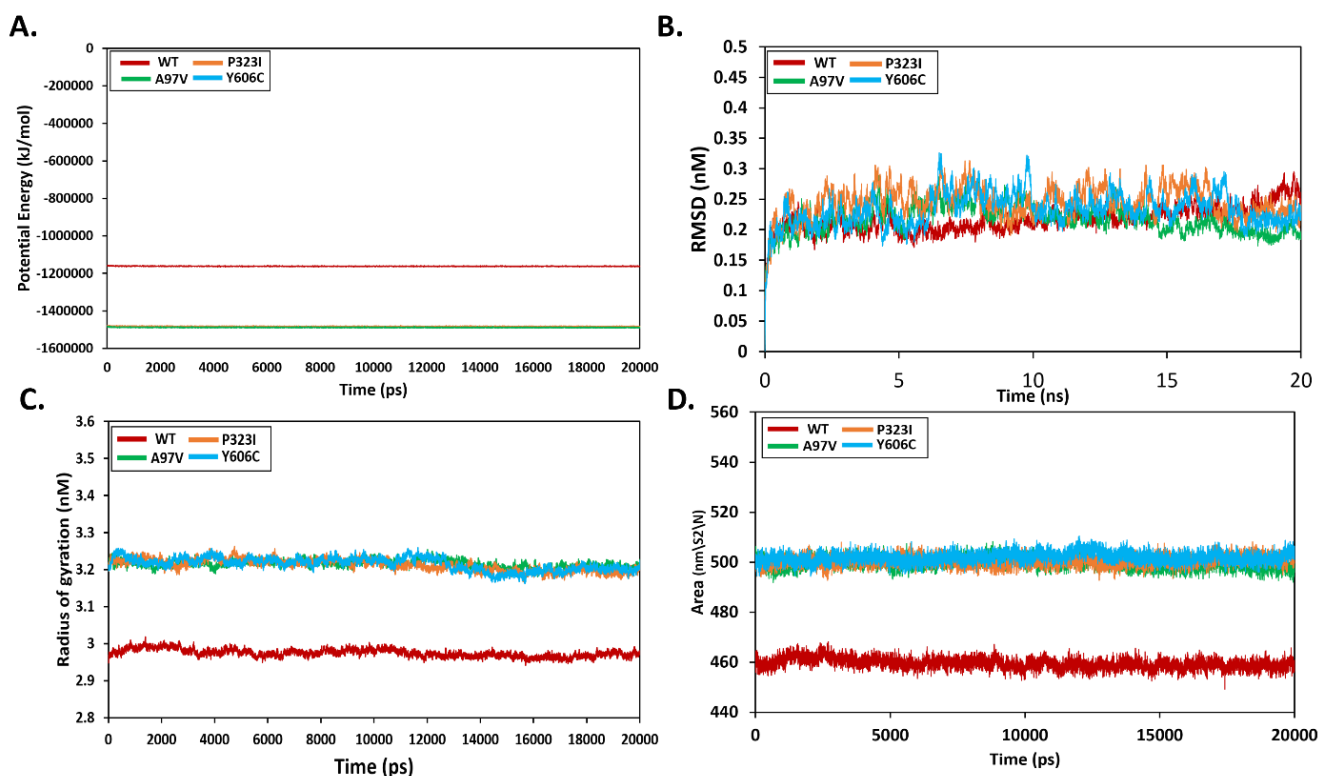 A.
0
-200000
-400000
-600000
-800000
-1000000
-1200000
-1400000
-1600000
Potential Energy (kJ/mol)
WT P323I
A97V Y606C
0 2000 4000 6000 8000 10000 12000 14000 16000 18000 20000
Time (ps)
B.
0.5
0.45
0.4
0.35
0.3
0.25
0.2
0.15
0.1
0.05
0
RMSD (nM)
WT P323I
A97V Y606C
0 5 10 15 20
Time (ns)
C.
3.6
3.5
3.4
3.3
3.2
3.1
3
2.9
2.8
Radius of gyration (nM)
WT P323I
A97V Y606C
0 2000 4000 6000 8000 10000 12000 14000 16000 18000 20000
Time (ps)
D.
560
540
520
500
480
460
440
Area (nm\S2\N)
WT P323I
A97V Y606C
0 5000 10000 15000 20000
Time (ps)